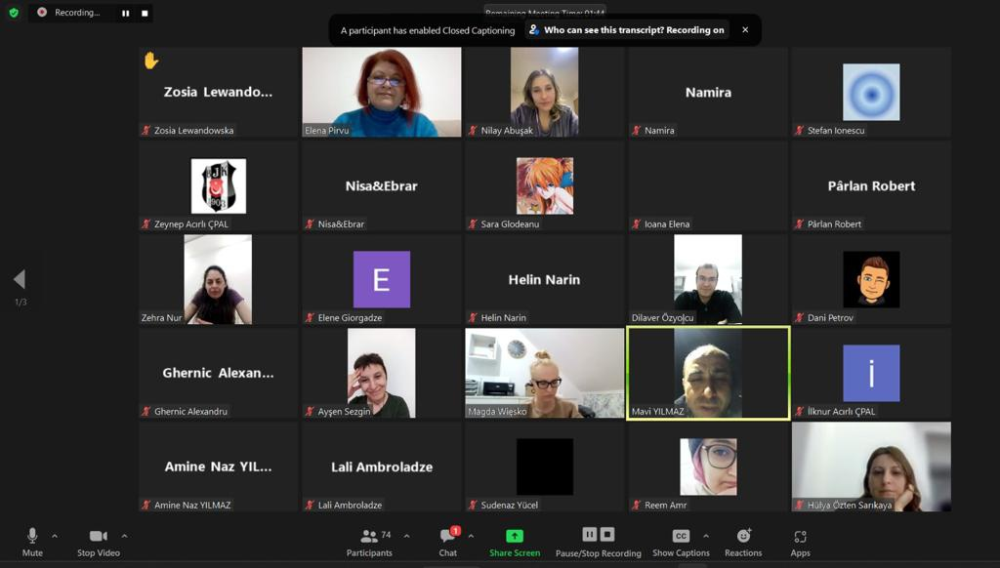 Recording...
Remaining Meeting Time: 01:44
A participant has enabled Closed Captioning
Who can see this transcript? Recording on
Zosia Lewando...
Zosia Lewandowska
Elena Pirvu
Nilay Abuşak
Namira
Namira
Stefan Ionescu
BJK
1903
Zeynep Acırlı ÇPAL
Nisa&Ebrar
Nisa&Ebrar
Sara Glodeanu
Ioana Elena
Pârlan Robert
Pârlan Robert
Zehra Nur
E
Elene Giorgadze
Helin Narin
Helin Narin
Dilaver Özyolcu
Dani Petrov
Ghernic Alexan...
Ghernic Alexandru
Ayşen Sezgin
Magda Więsko
Mavi YILMAZ
i
İlknur Acırlı ÇPAL
Amine Naz YIL...
Amine Naz YILMAZ
Lali Ambroladze
Lali Ambroladze
Sudenaz Yücel
Reem Amr
Hülya Özten Sarıkaya
1/3
Mute
Stop Video
74
Participants
1
Chat
Share Screen
Pause/Stop Recording
CC
Show Captions
Reactions
Apps